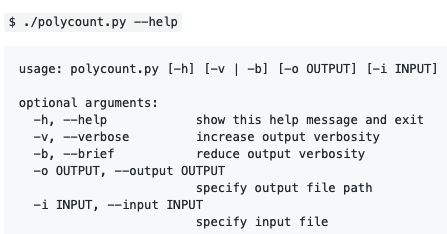 $ ./polycount.py --help
usage: polycount.py [-h] [-v | -b] [-o OUTPUT] [-i INPUT]
optional arguments:
-h, --help show this help message and exit
-v, --verbose increase output verbosity
-b, --brief reduce output verbosity
-o OUTPUT, --output OUTPUT
specify output file path
-i INPUT, --input INPUT
specify input file